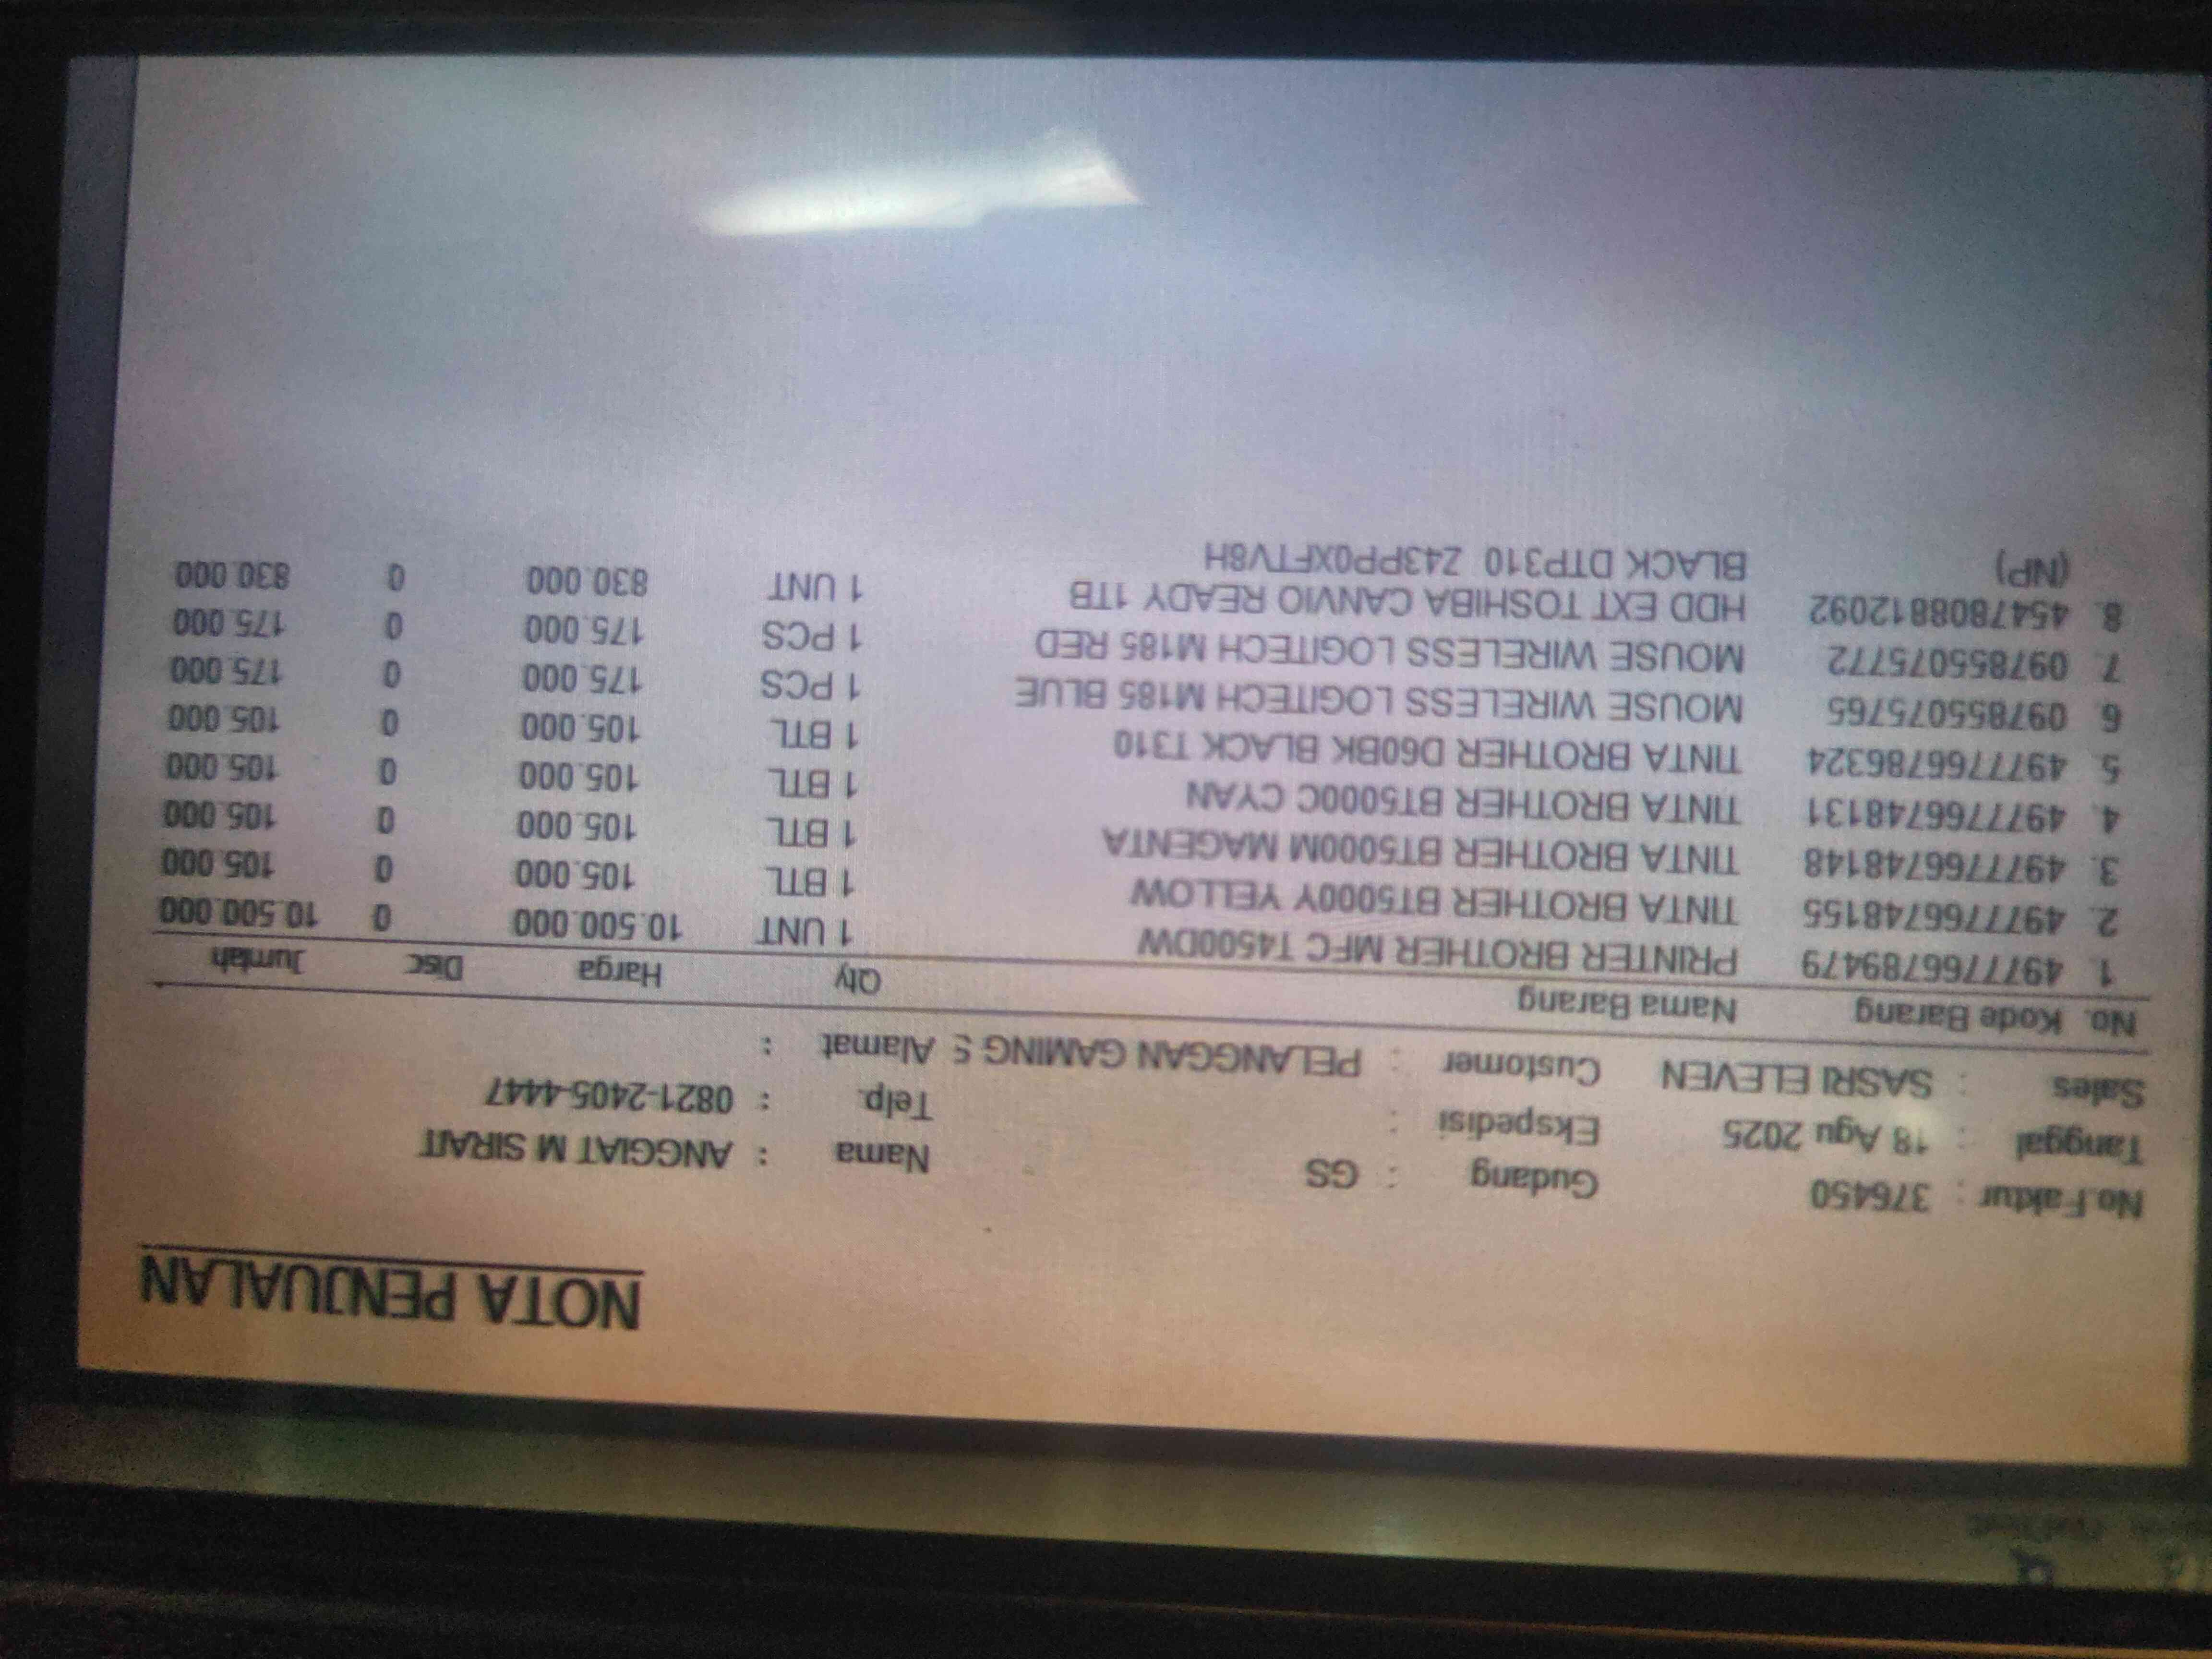 NOTA PENJUALAN
No.Faktur : 376450 Gudang : GS Nama : ANGGIAT M SIRAIT
Tanggal : 18 Agu 2025 Ekspedisi : Telp. : 0821-2405-4447
Sales : SASRI ELEVEN Customer : PELANGGAN GAMING S Alamat :
No. Kode Barang Nama Barang Qty Harga Disc Jumlah
1. 4977766789479 PRINTER BROTHER MFC T4500DW 1 UNT 10.500.000 0 10.500.000
2. 4977766748155 TINTA BROTHER BT5000Y YELLOW 1 BTL 105.000 0 105.000
3. 4977766748148 TINTA BROTHER BT5000M MAGENTA 1 BTL 105.000 0 105.000
4. 4977766748131 TINTA BROTHER BT5000C CYAN 1 BTL 105.000 0 105.000
5. 4977766786324 TINTA BROTHER D60BK BLACK T310 1 BTL 105.000 0 105.000
6. 097855075765 MOUSE WIRELESS LOGITECH M185 BLUE 1 PCS 175.000 0 175.000
7. 097855075772 MOUSE WIRELESS LOGITECH M185 RED 1 PCS 175.000 0 175.000
8. 4547808812092 HDD EXT TOSHIBA CANVIO READY 1TB 1 UNT 830.000 0 830.000
(NP) BLACK DTP310 Z43PP0XFTV8H